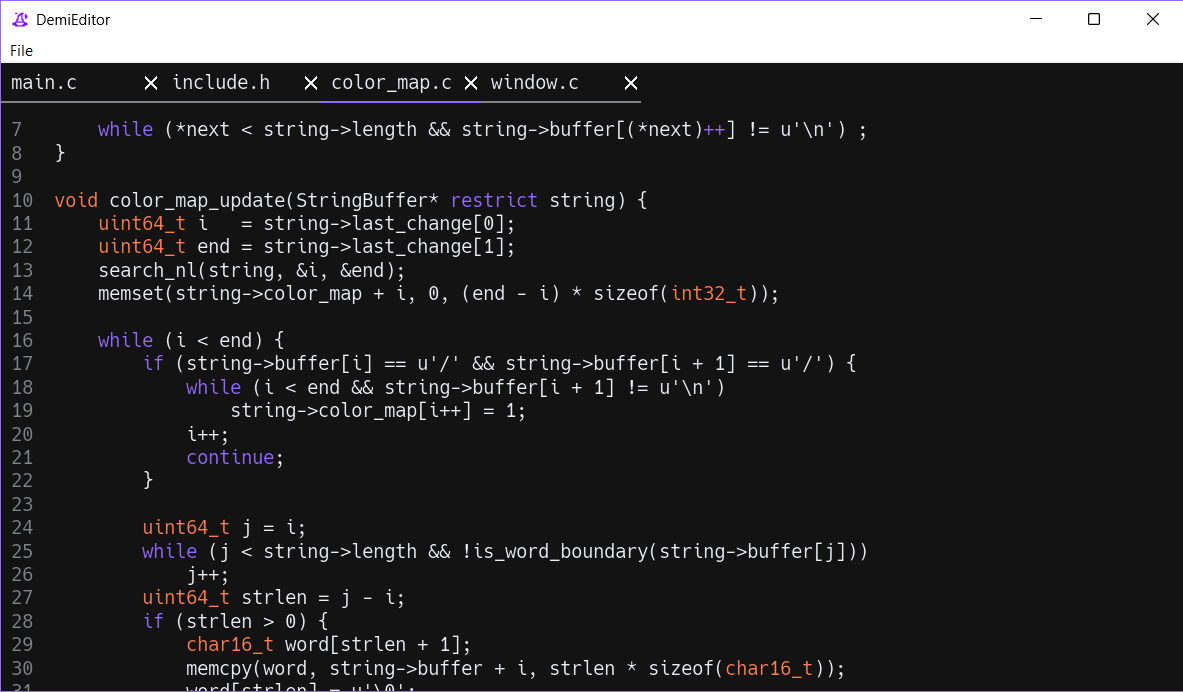 DemiEditor
File
main.c include.h color_map.c window.c
7 while (*next < string->length && string->buffer[(*next)++] != u'\n') ;
8 }
9
10 void color_map_update(StringBuffer* restrict string) {
11 uint64_t i   = string->last_change[0];
12 uint64_t end = string->last_change[1];
13 search_nl(string, &i, &end);
14 memset(string->color_map + i, 0, (end - i) * sizeof(int32_t));
15
16 while (i < end) {
17 if (string->buffer[i] == u'/' && string->buffer[i + 1] == u'/') {
18 while (i < end && string->buffer[i + 1] != u'\n')
19 string->color_map[i++] = 1;
20 i++;
21 continue;
22 }
23
24 uint64_t j = i;
25 while (j < string->length && !is_word_boundary(string->buffer[j]))
26 j++;
27 uint64_t strlen = j - i;
28 if (strlen > 0) {
29 char16_t word[strlen + 1];
30 memcpy(word, string->buffer + i, strlen * sizeof(char16_t));
31 word[strlen] = u'\0';